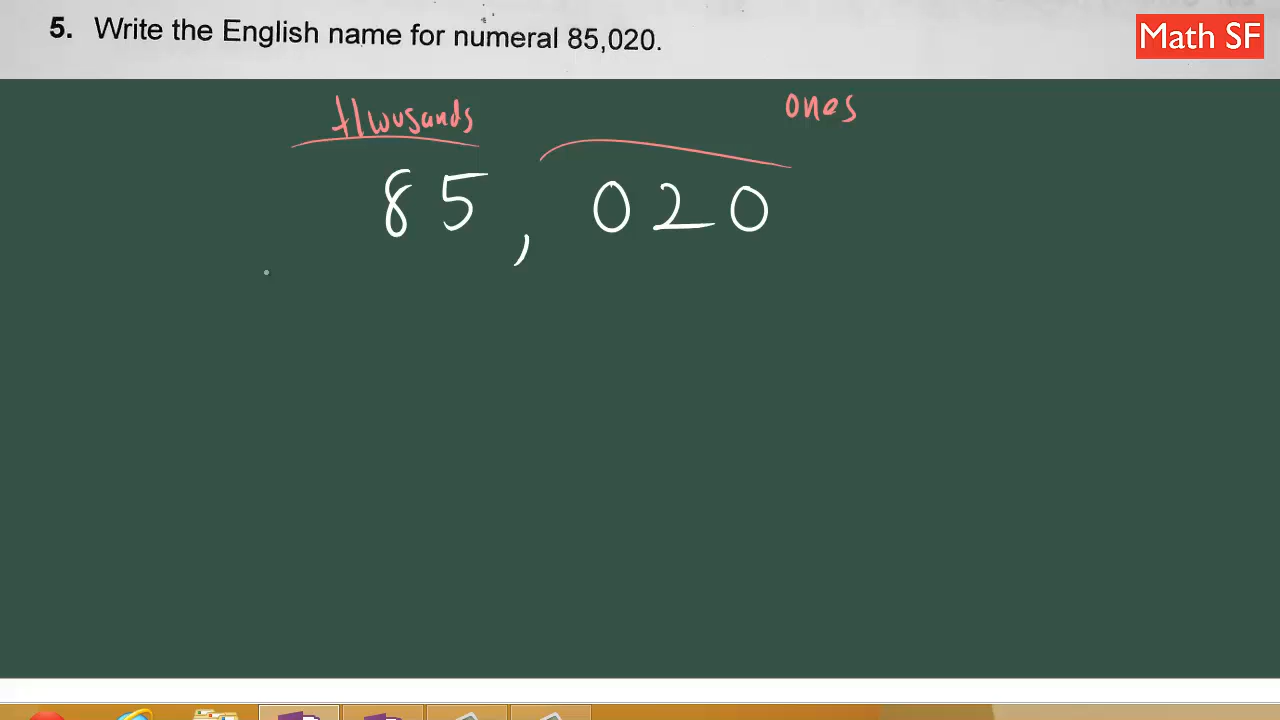 5. Write the English name for numeral 85,020.
Math SF
thousands
ones
85, 020